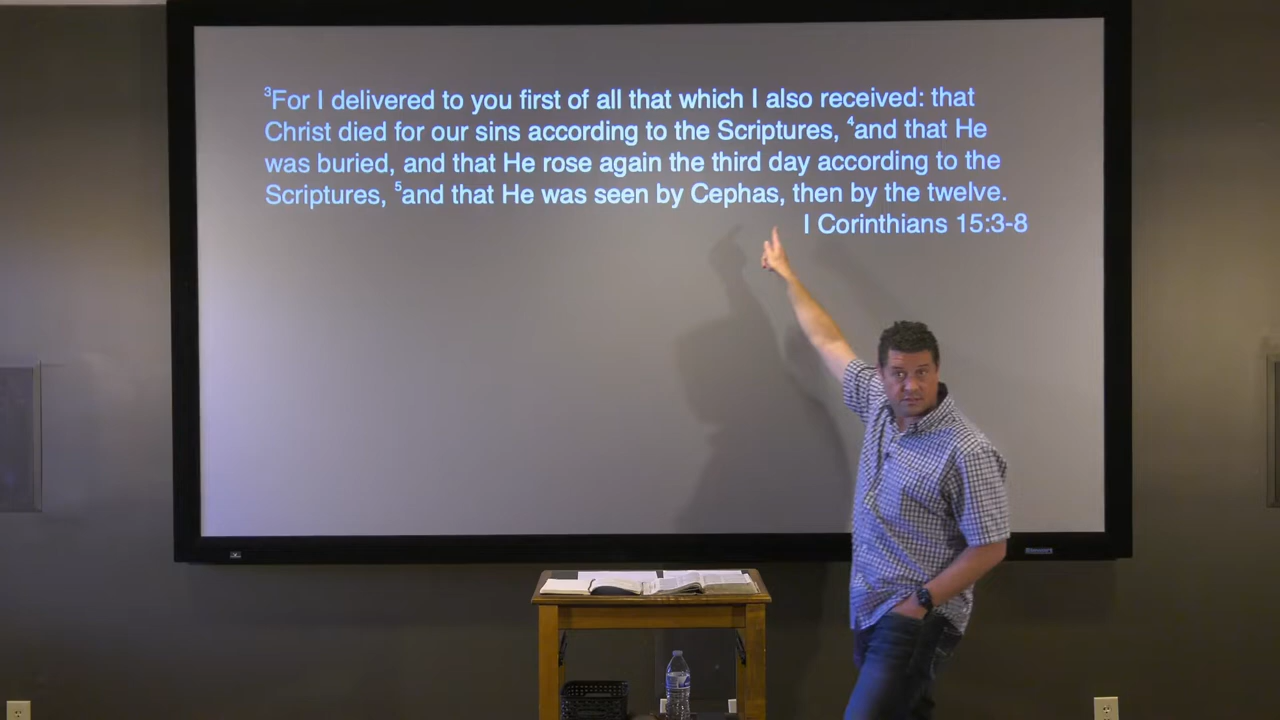 ³For I delivered to you first of all that which I also received: that
Christ died for our sins according to the Scriptures, ⁴and that He
was buried, and that He rose again the third day according to the
Scriptures, ⁵and that He was seen by Cephas, then by the twelve.
I Corinthians 15:3-8